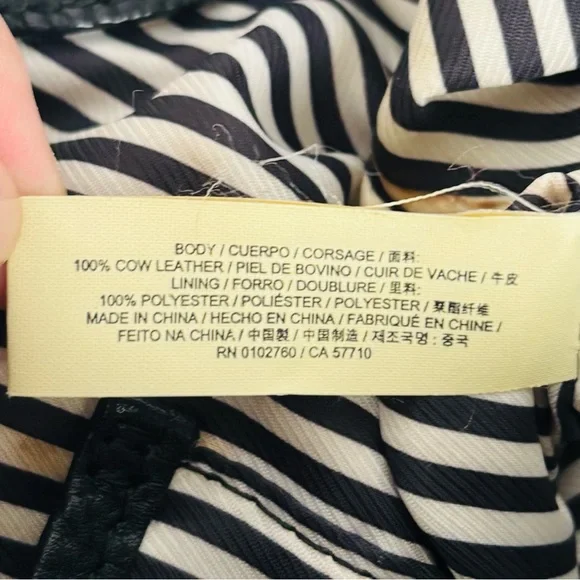 BODY / CUERPO / CORSAGE / 面料:
100% COW LEATHER / PIEL DE BOVINO / CUIR DE VACHE / 牛皮
LINING / FORRO / DOUBLURE / 里料:
100% POLYESTER / POLIÉSTER / POLYESTER / 聚酯纤维
MADE IN CHINA / HECHO EN CHINA / FABRIQUÉ EN CHINE /
FEITO NA CHINA / 中国製 / 中国制造 / 제조국명 : 중국
RN 0102760 / CA 57710